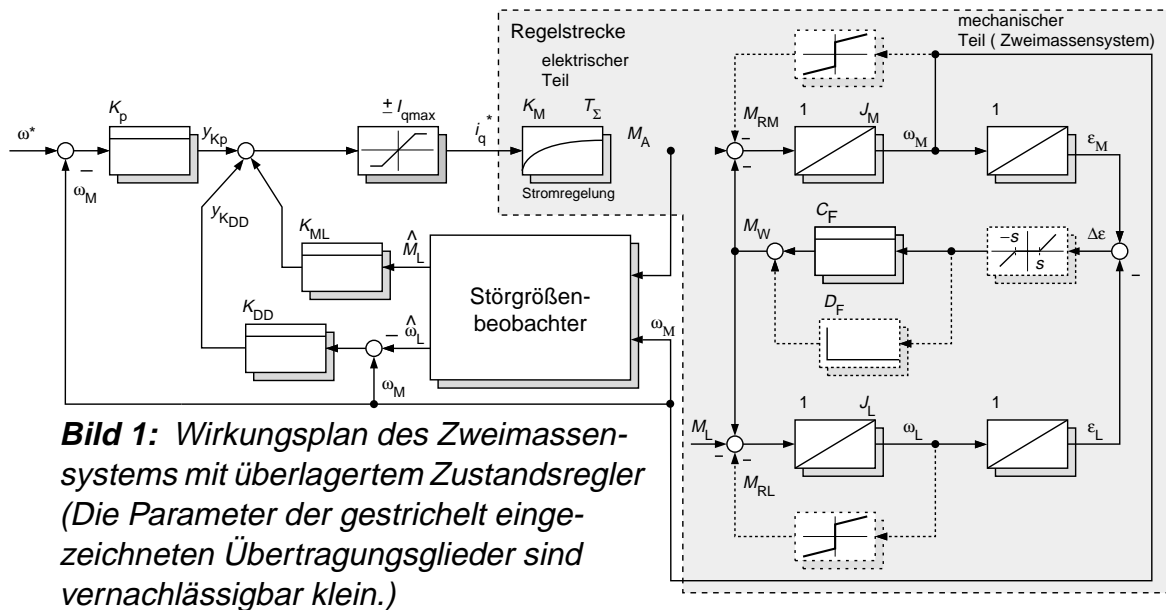 Regelstrecke
mechanischer
Teil ( Zweimassensystem)
elektrischer
Teil
ω*
K_p
y_Kp
± I_qmax
i_q*
K_M T_Σ
M_A
Stromregelung
M_RM
1 J_M
ω_M
1
ε_M
–
ω_M
–
–
y_KDD
K_ML
M̂_L
Störgrößen-
beobachter
M_W
C_F
–s
s
Δε
–
K_DD
–
ω̂_L
ω_M
ω_M
D_F
M_L
–
1 J_L
ω_L
1
ε_L
–
M_RL
Bild 1: Wirkungsplan des Zweimassen-
systems mit überlagertem Zustandsregler
(Die Parameter der gestrichelt einge-
zeichneten Übertragungsglieder sind
vernachlässigbar klein.)